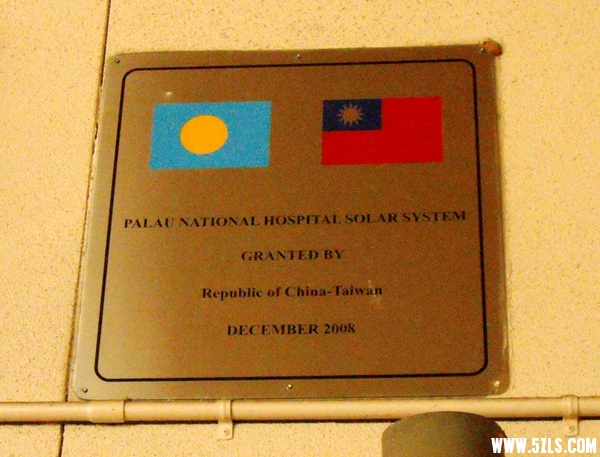 PALAU NATIONAL HOSPITAL SOLAR SYSTEM
GRANTED BY
Republic of China-Taiwan
DECEMBER 2008
WWW.5ZLS.COM